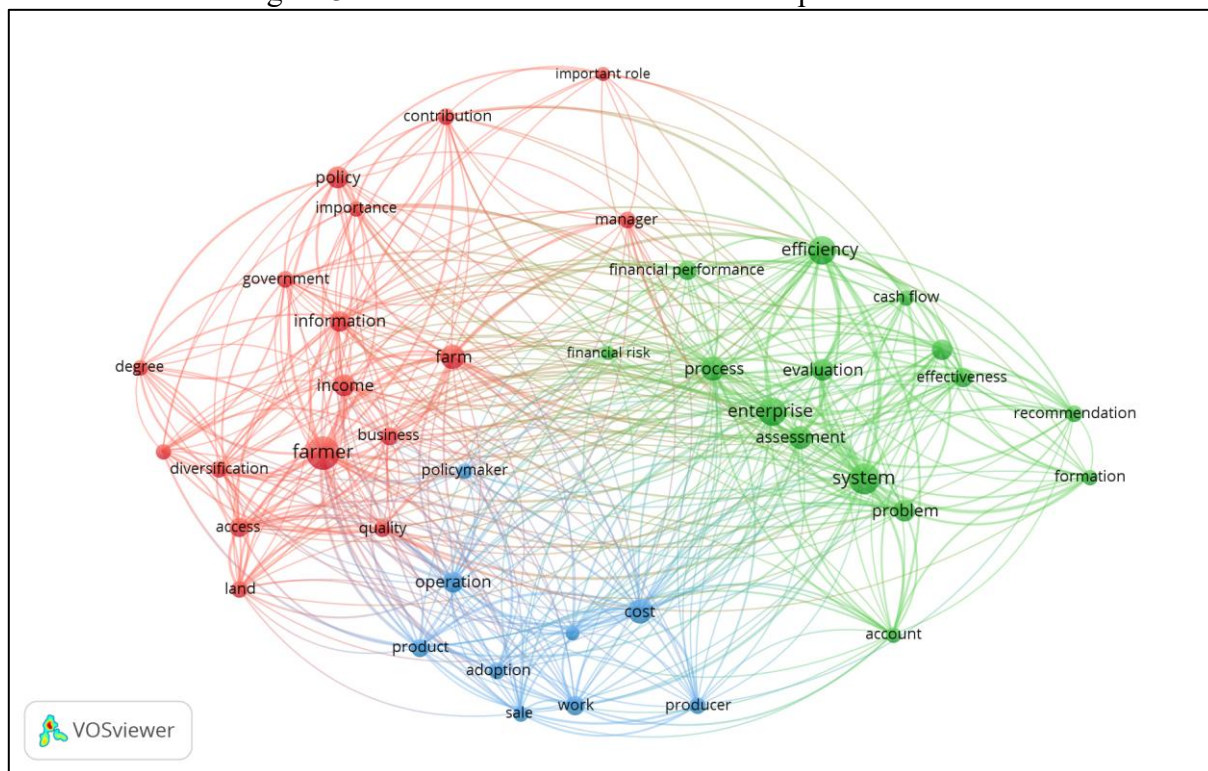 important role
contribution
policy
importance
manager
efficiency
financial performance
government
cash flow
information
financial risk
farm
process
evaluation
effectiveness
degree
income
enterprise
recommendation
business
assessment
farmer
diversification
policymaker
system
formation
problem
access
quality
operation
land
cost
account
product
adoption
sale
work
producer
VOSviewer